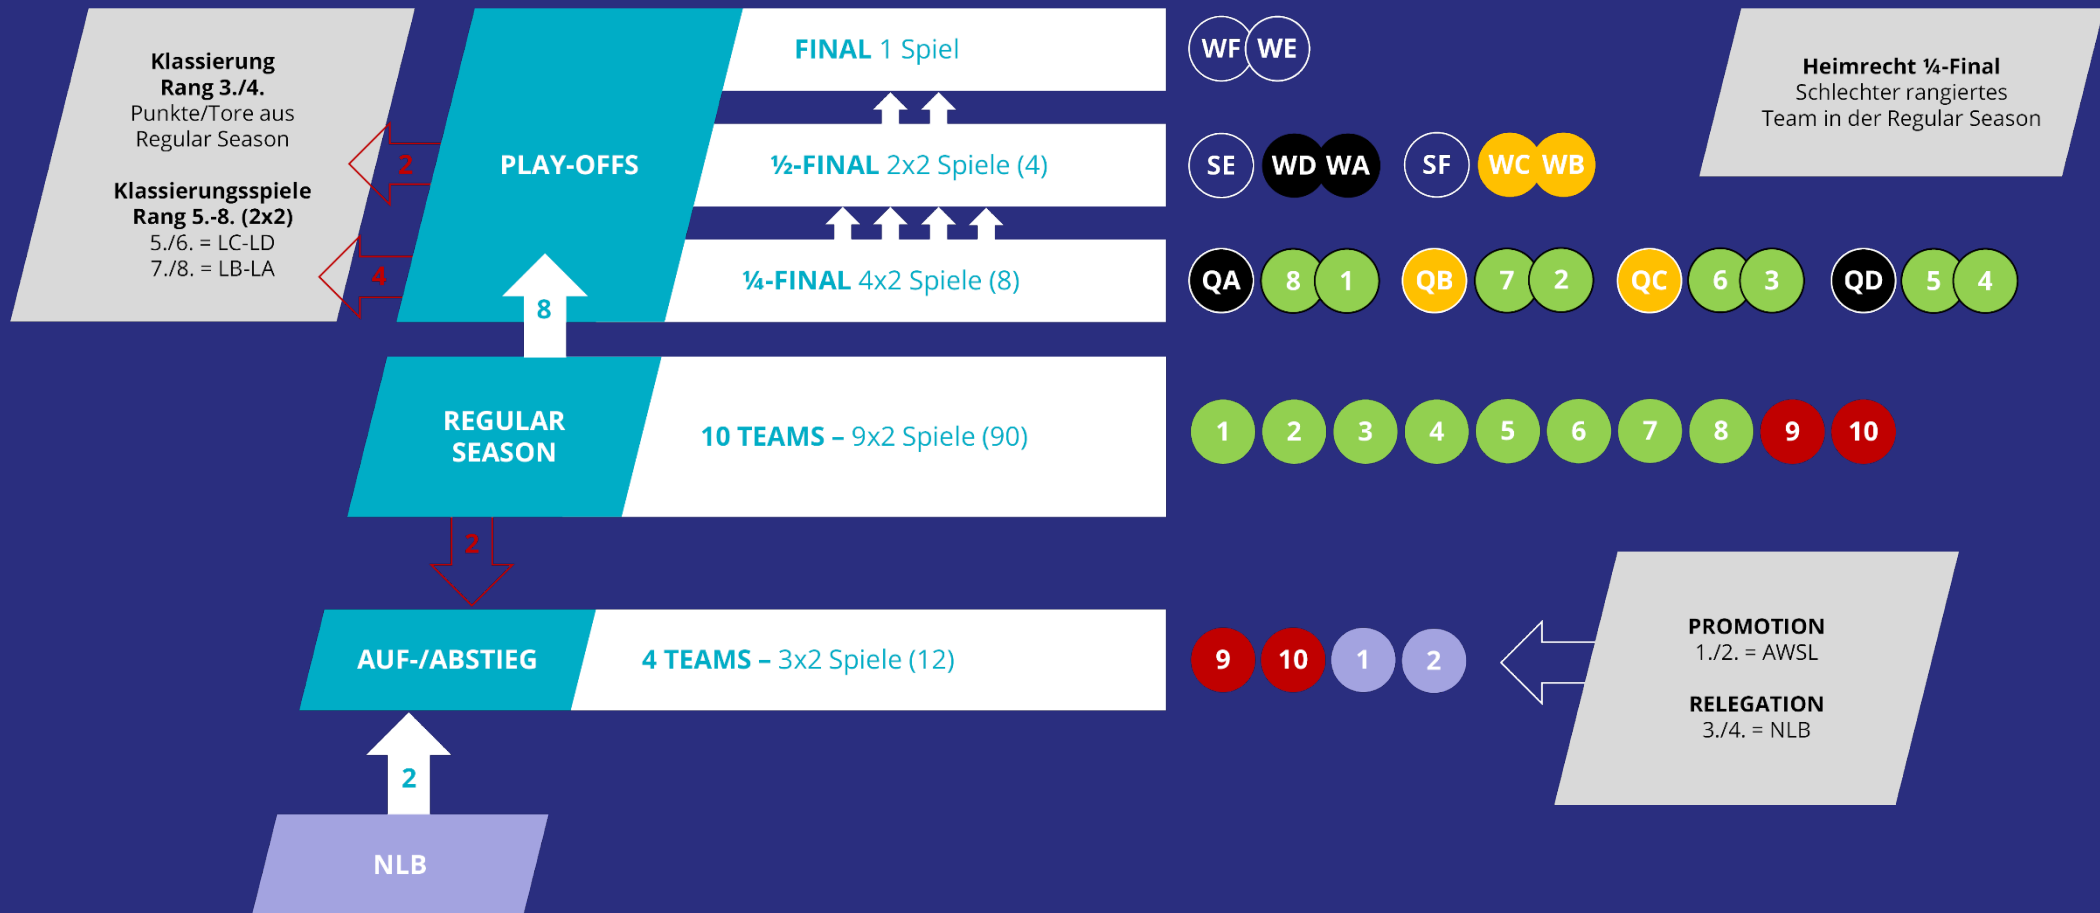 Klassierung
Rang 3./4.
Punkte/Tore aus
Regular Season
Klassierungsspiele
Rang 5.-8. (2x2)
5./6. = LC-LD
7./8. = LB-LA
2
4
PLAY-OFFS
8
FINAL 1 Spiel
WF WE
½-FINAL 2x2 Spiele (4)
SE WD WA SF WC WB
¼-FINAL 4x2 Spiele (8)
QA 8 1 QB 7 2 QC 6 3 QD 5 4
Heimrecht ¼-Final
Schlechter rangiertes
Team in der Regular Season
REGULAR
SEASON
10 TEAMS – 9x2 Spiele (90)
1 2 3 4 5 6 7 8 9 10
2
AUF-/ABSTIEG
4 TEAMS – 3x2 Spiele (12)
9 10 1 2
PROMOTION
1./2. = AWSL
RELEGATION
3./4. = NLB
2
NLB